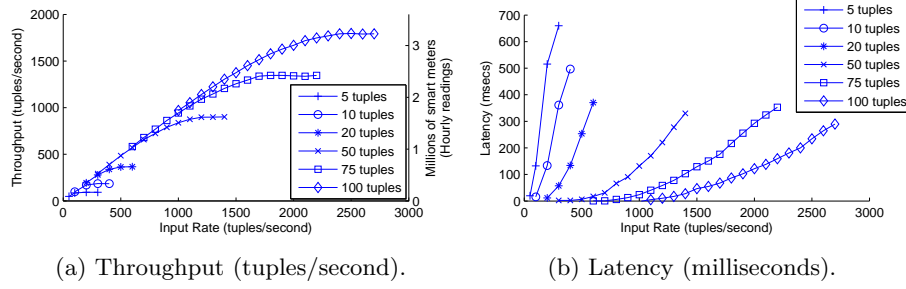 2000
1500
1000
500
0
0 500 1000 1500 2000 2500 3000
Input Rate (tuples/second)
Throughput (tuples/second)
3
2
1
0
Millions of smart meters
(Hourly readings)
5 tuples
10 tuples
20 tuples
50 tuples
75 tuples
100 tuples
(a) Throughput (tuples/second).
700
600
500
400
300
200
100
0
0 500 1000 1500 2000 2500 3000
Input Rate (tuples/second)
Latency (msecs)
5 tuples
10 tuples
20 tuples
50 tuples
75 tuples
100 tuples
(b) Latency (milliseconds).